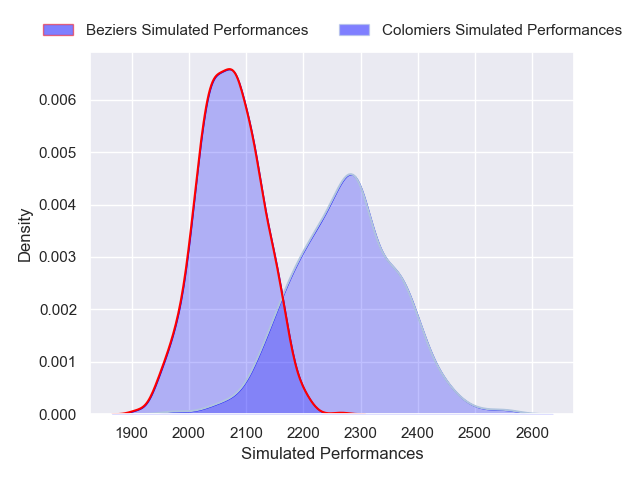 Beziers Simulated Performances
Colomiers Simulated Performances
0.006
0.005
0.004
0.003
0.002
0.001
0.000
Density
1900 2000 2100 2200 2300 2400 2500 2600
Simulated Performances